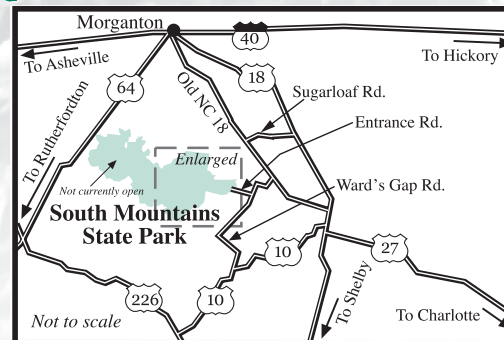 Morganton
40
To Asheville
To Hickory
64
18
Old NC 18
Sugarloaf Rd.
To Rutherfordton
Entrance Rd.
Enlarged
Not currently open
Ward's Gap Rd.
South Mountains
State Park
10
27
226
10
To Shelby
To Charlotte
Not to scale